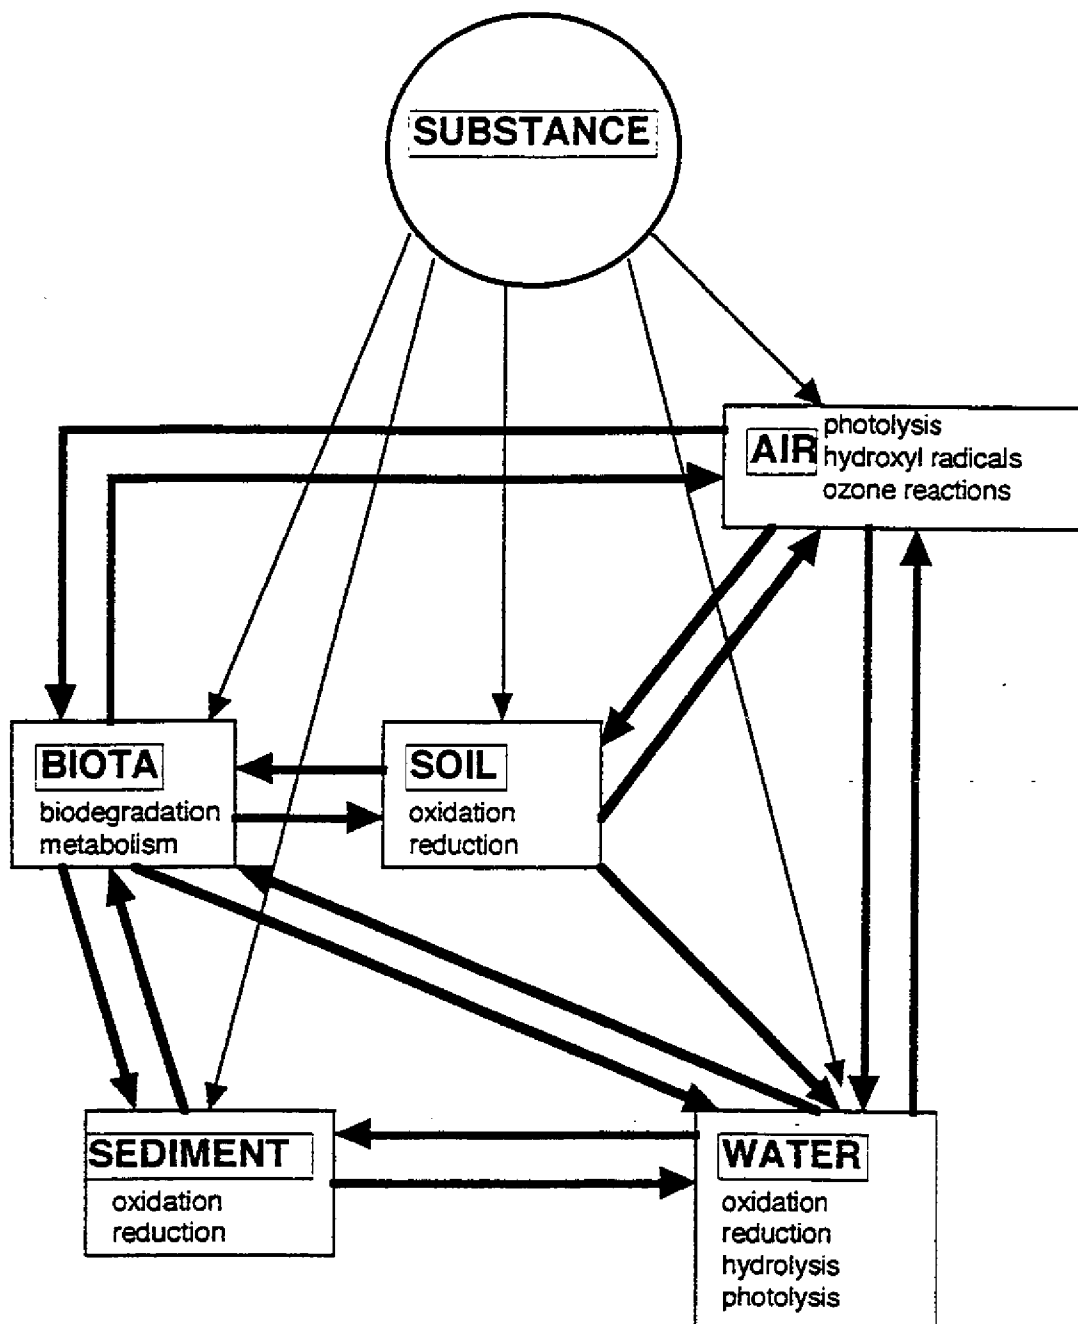 SUBSTANCE
AIR
photolysis
hydroxyl radicals
ozone reactions
BIOTA
biodegradation
metabolism
SOIL
oxidation
reduction
SEDIMENT
oxidation
reduction
WATER
oxidation
reduction
hydrolysis
photolysis